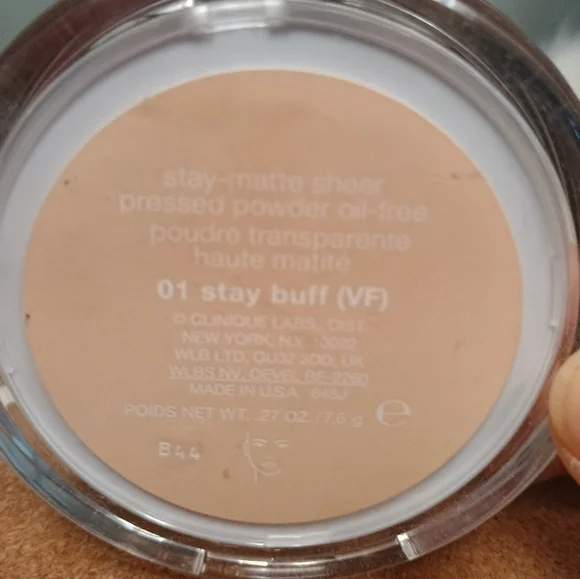 stay-matte sheer
pressed powder oil-free
poudre transparente
haute matité
01 stay buff (VF)
© CLINIQUE LABS., DIST.
NEW YORK, N.Y. 10022
WLB LTD, GU32 3DD, UK
WLBS NV, OEVEL BE-2260
MADE IN U.S.A. 645J
POIDS NET WT. .27 OZ./7.6 g e
B44